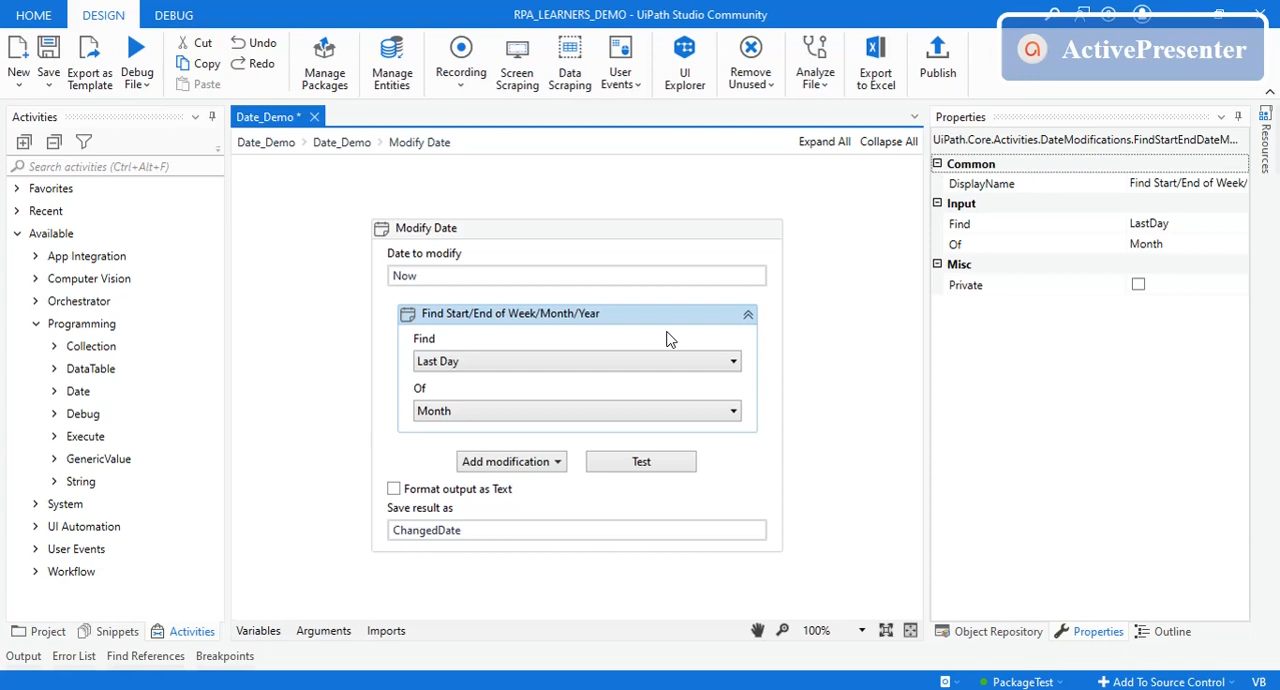 HOME DESIGN DEBUG RPA_LEARNERS_DEMO - UiPath Studio Community
ActivePresenter
New Save Export as Template Debug File
Cut Copy Paste Undo Redo
Manage Packages Manage Entities Recording Screen Scraping Data Scraping User Events UI Explorer Remove Unused Analyze File Export to Excel Publish
Activities
Search activities (Ctrl+Alt+F)
Favorites
Recent
Available
App Integration
Computer Vision
Orchestrator
Programming
Collection
DataTable
Date
Debug
Execute
GenericValue
String
System
UI Automation
User Events
Workflow
Project Snippets Activities
Date_Demo *
Date_Demo > Date_Demo > Modify Date Expand All Collapse All
Modify Date
Date to modify
Now
Find Start/End of Week/Month/Year
Find
Last Day
Of
Month
Add modification Test
Format output as Text
Save result as
ChangedDate
Variables Arguments Imports 100%
Properties
UiPath.Core.Activities.DateModifications.FindStartEndDateM...
Common
DisplayName Find Start/End of Week/
Input
Find LastDay
Of Month
Misc
Private
Resources
Object Repository Properties Outline
Output Error List Find References Breakpoints
PackageTest Add To Source Control VB